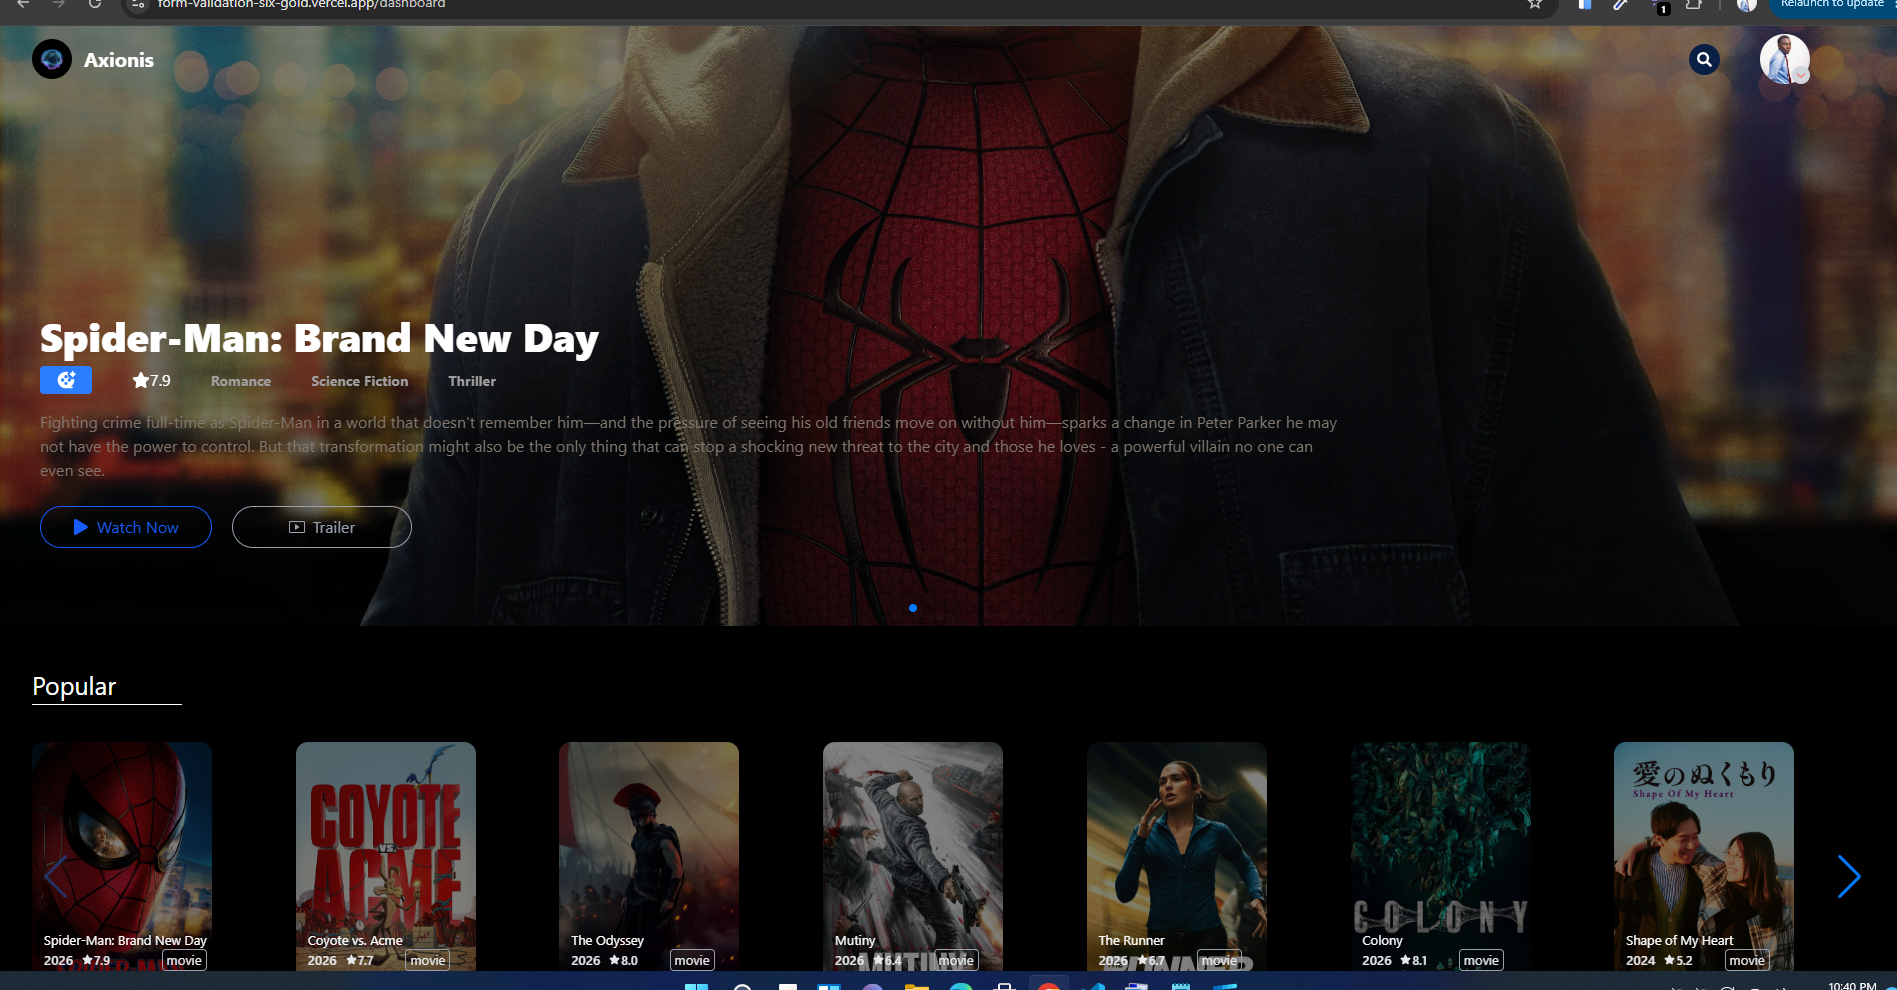 form-validation-six-gold.vercel.app/dashboard
1
Relaunch to update
Axionis
Spider-Man: Brand New Day
7.9 Romance Science Fiction Thriller
Fighting crime full-time as Spider-Man in a world that doesn't remember him—and the pressure of seeing his old friends move on without him—sparks a change in Peter Parker he may
not have the power to control. But that transformation might also be the only thing that can stop a shocking new threat to the city and those he loves - a powerful villain no one can
even see.
Watch Now Trailer
Popular
Spider-Man: Brand New Day
2026 7.9 movie
COYOTE
VS.
ACME
Coyote vs. Acme
2026 7.7 movie
The Odyssey
2026 8.0 movie
Mutiny
2026 6.4 movie
MUTINY
The Runner
2026 6.7 movie
RUNNER
COLONY
Colony
2026 8.1 movie
愛のぬくもり
Shape Of My Heart
Shape of My Heart
2024 5.2 movie
10:40 PM